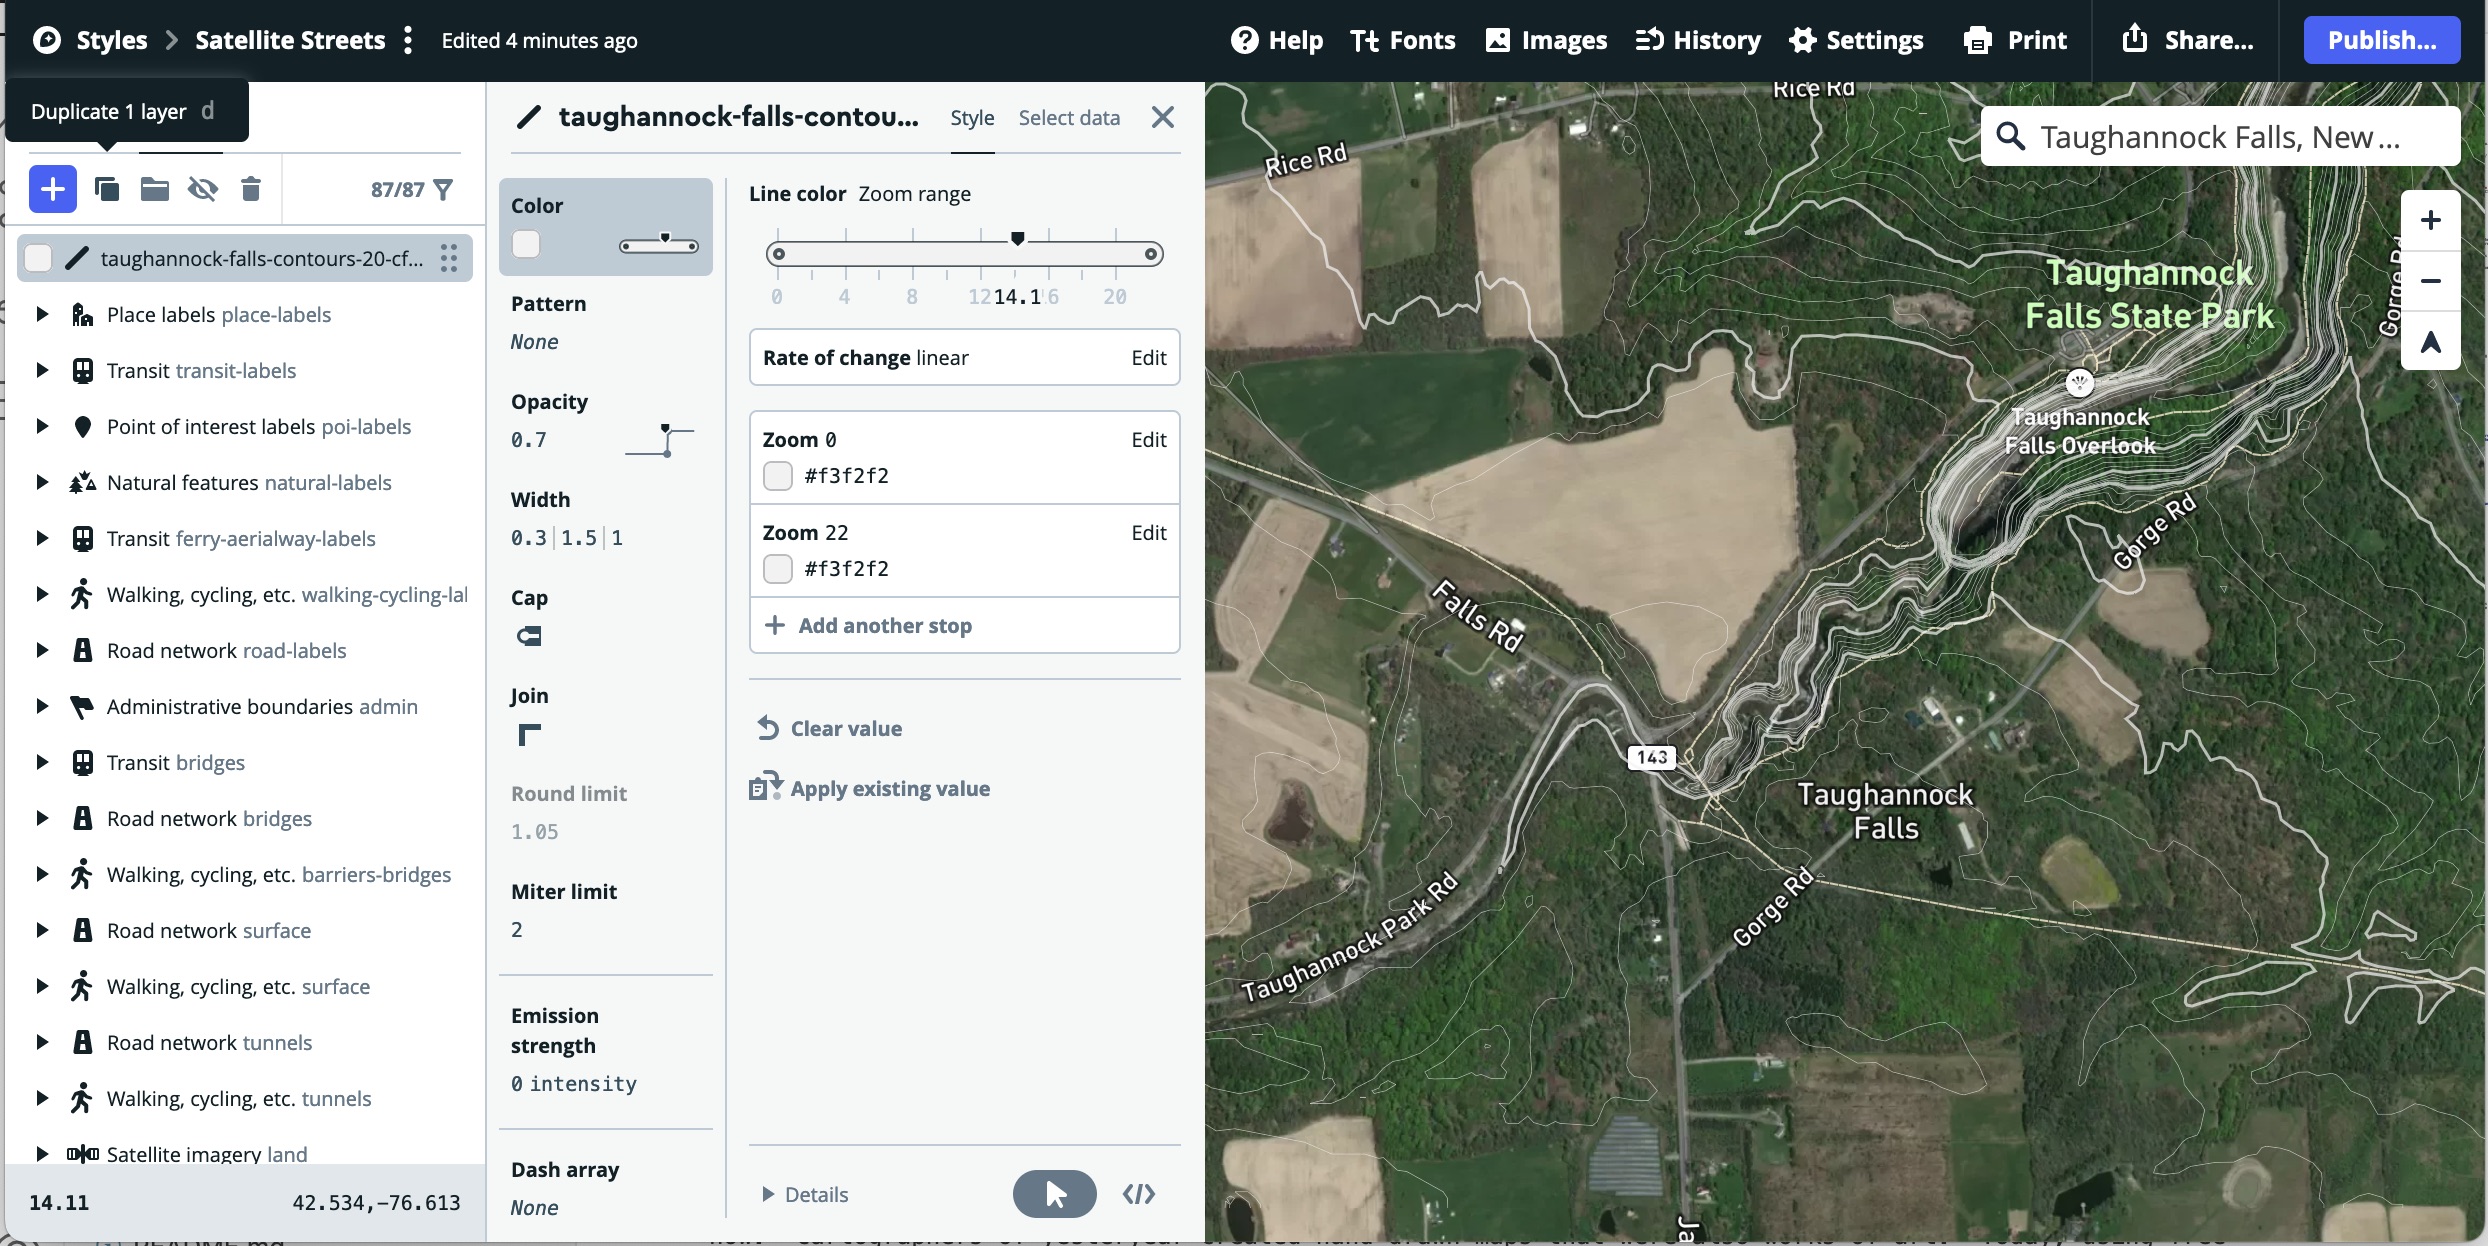 Styles
Satellite Streets
Edited 4 minutes ago
Help
Fonts
Images
History
Settings
Print
Share...
Publish...
Duplicate 1 layer d
87/87
taughannock-falls-contours-20-cf...
Place labels place-labels
Transit transit-labels
Point of interest labels poi-labels
Natural features natural-labels
Transit ferry-aerialway-labels
Walking, cycling, etc. walking-cycling-lal
Road network road-labels
Administrative boundaries admin
Transit bridges
Road network bridges
Walking, cycling, etc. barriers-bridges
Road network surface
Walking, cycling, etc. surface
Road network tunnels
Walking, cycling, etc. tunnels
Satellite imagery land
14.11
42.534,-76.613
taughannock-falls-contou...
Style
Select data
Color
Pattern
None
Opacity
0.7
Width
0.3 | 1.5 | 1
Cap
Join
Round limit
1.05
Miter limit
2
Emission
strength
0 intensity
Dash array
None
Line color Zoom range
0 4 8 12 14.1 6 20
Rate of change linear
Edit
Zoom 0
Edit
#f3f2f2
Zoom 22
Edit
#f3f2f2
+ Add another stop
Clear value
Apply existing value
Details
</>
Taughannock Falls, New ...
Rice Rd
Rice Rd
Gorge Rd
Taughannock
Falls State Park
Taughannock
Falls Overlook
Gorge Rd
Falls Rd
143
Taughannock
Falls
Gorge Rd
Taughannock Park Rd
Ja
README.md